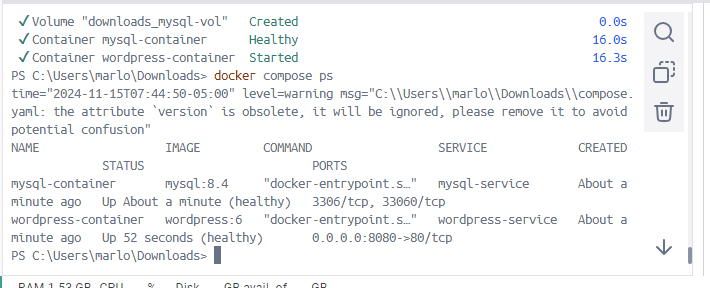 ✓ Volume "downloads_mysql-vol" Created 0.0s
✓ Container mysql-container Healthy 16.0s
✓ Container wordpress-container Started 16.3s
PS C:\Users\marlo\Downloads> docker compose ps
time="2024-11-15T07:44:50-05:00" level=warning msg="C:\\Users\\marlo\\Downloads\\compose.
yaml: the attribute `version` is obsolete, it will be ignored, please remove it to avoid
potential confusion"
NAME IMAGE COMMAND SERVICE CREATED
STATUS PORTS
mysql-container mysql:8.4 "docker-entrypoint.s…" mysql-service About a
minute ago Up About a minute (healthy) 3306/tcp, 33060/tcp
wordpress-container wordpress:6 "docker-entrypoint.s…" wordpress-service About a
minute ago Up 52 seconds (healthy) 0.0.0.0:8080->80/tcp
PS C:\Users\marlo\Downloads>
RAM 1.53 GB CPU % Disk GB avail. of GB